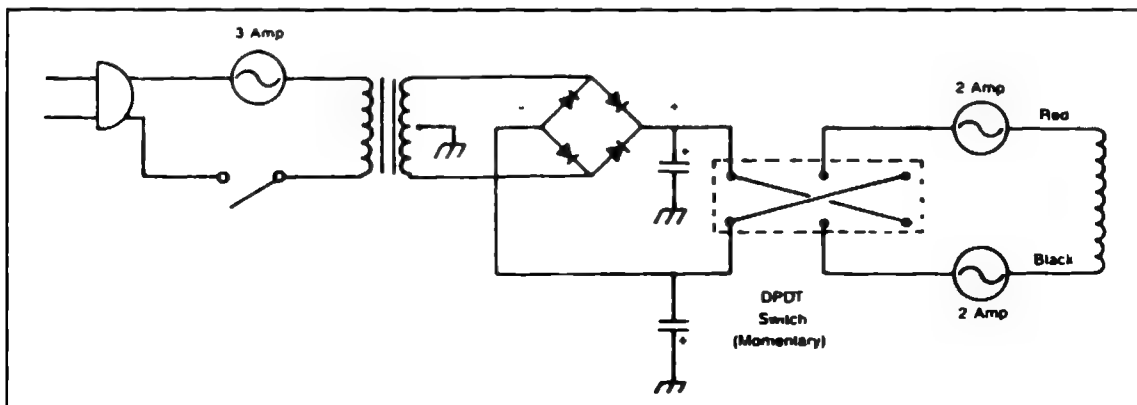 3 Amp
2 Amp
Red
-
+
+
Black
2 Amp
DPDT
Switch
(Momentary)
+